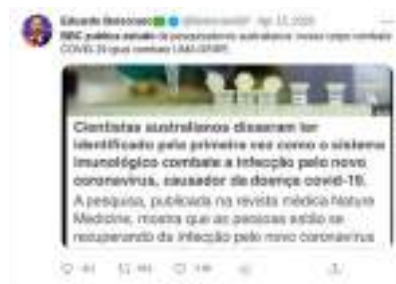 Eduardo Bolsonaro
BBC publica estudo de pesquisadores australianos: nosso corpo combate
COVID-19 igual combate UMA GRIPE.
Cientistas australianos disseram ter
identificado pela primeira vez como o sistema
imunológico combate a infecção pelo novo
coronavírus, causador da doença covid-19.
A pesquisa, publicada na revista médica Nature
Medicine, mostra que as pessoas estão se
recuperando da infecção pelo novo coronavírus